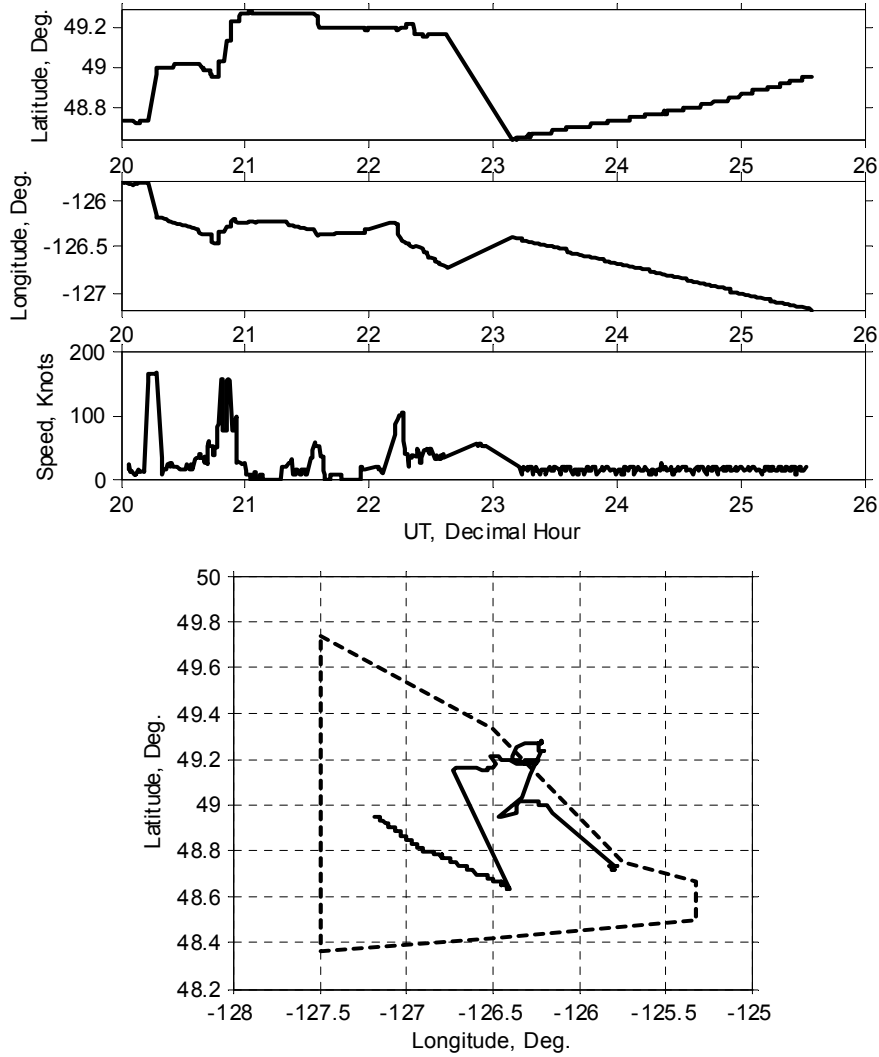 49.2
49
48.8
Latitude, Deg.
20 21 22 23 24 25 26
-126
-126.5
-127
Longitude, Deg.
20 21 22 23 24 25 26
200
100
0
Speed, Knots
20 21 22 23 24 25 26
UT, Decimal Hour
50
49.8
49.6
49.4
49.2
49
48.8
48.6
48.4
48.2
Latitude, Deg.
-128 -127.5 -127 -126.5 -126 -125.5 -125
Longitude, Deg.